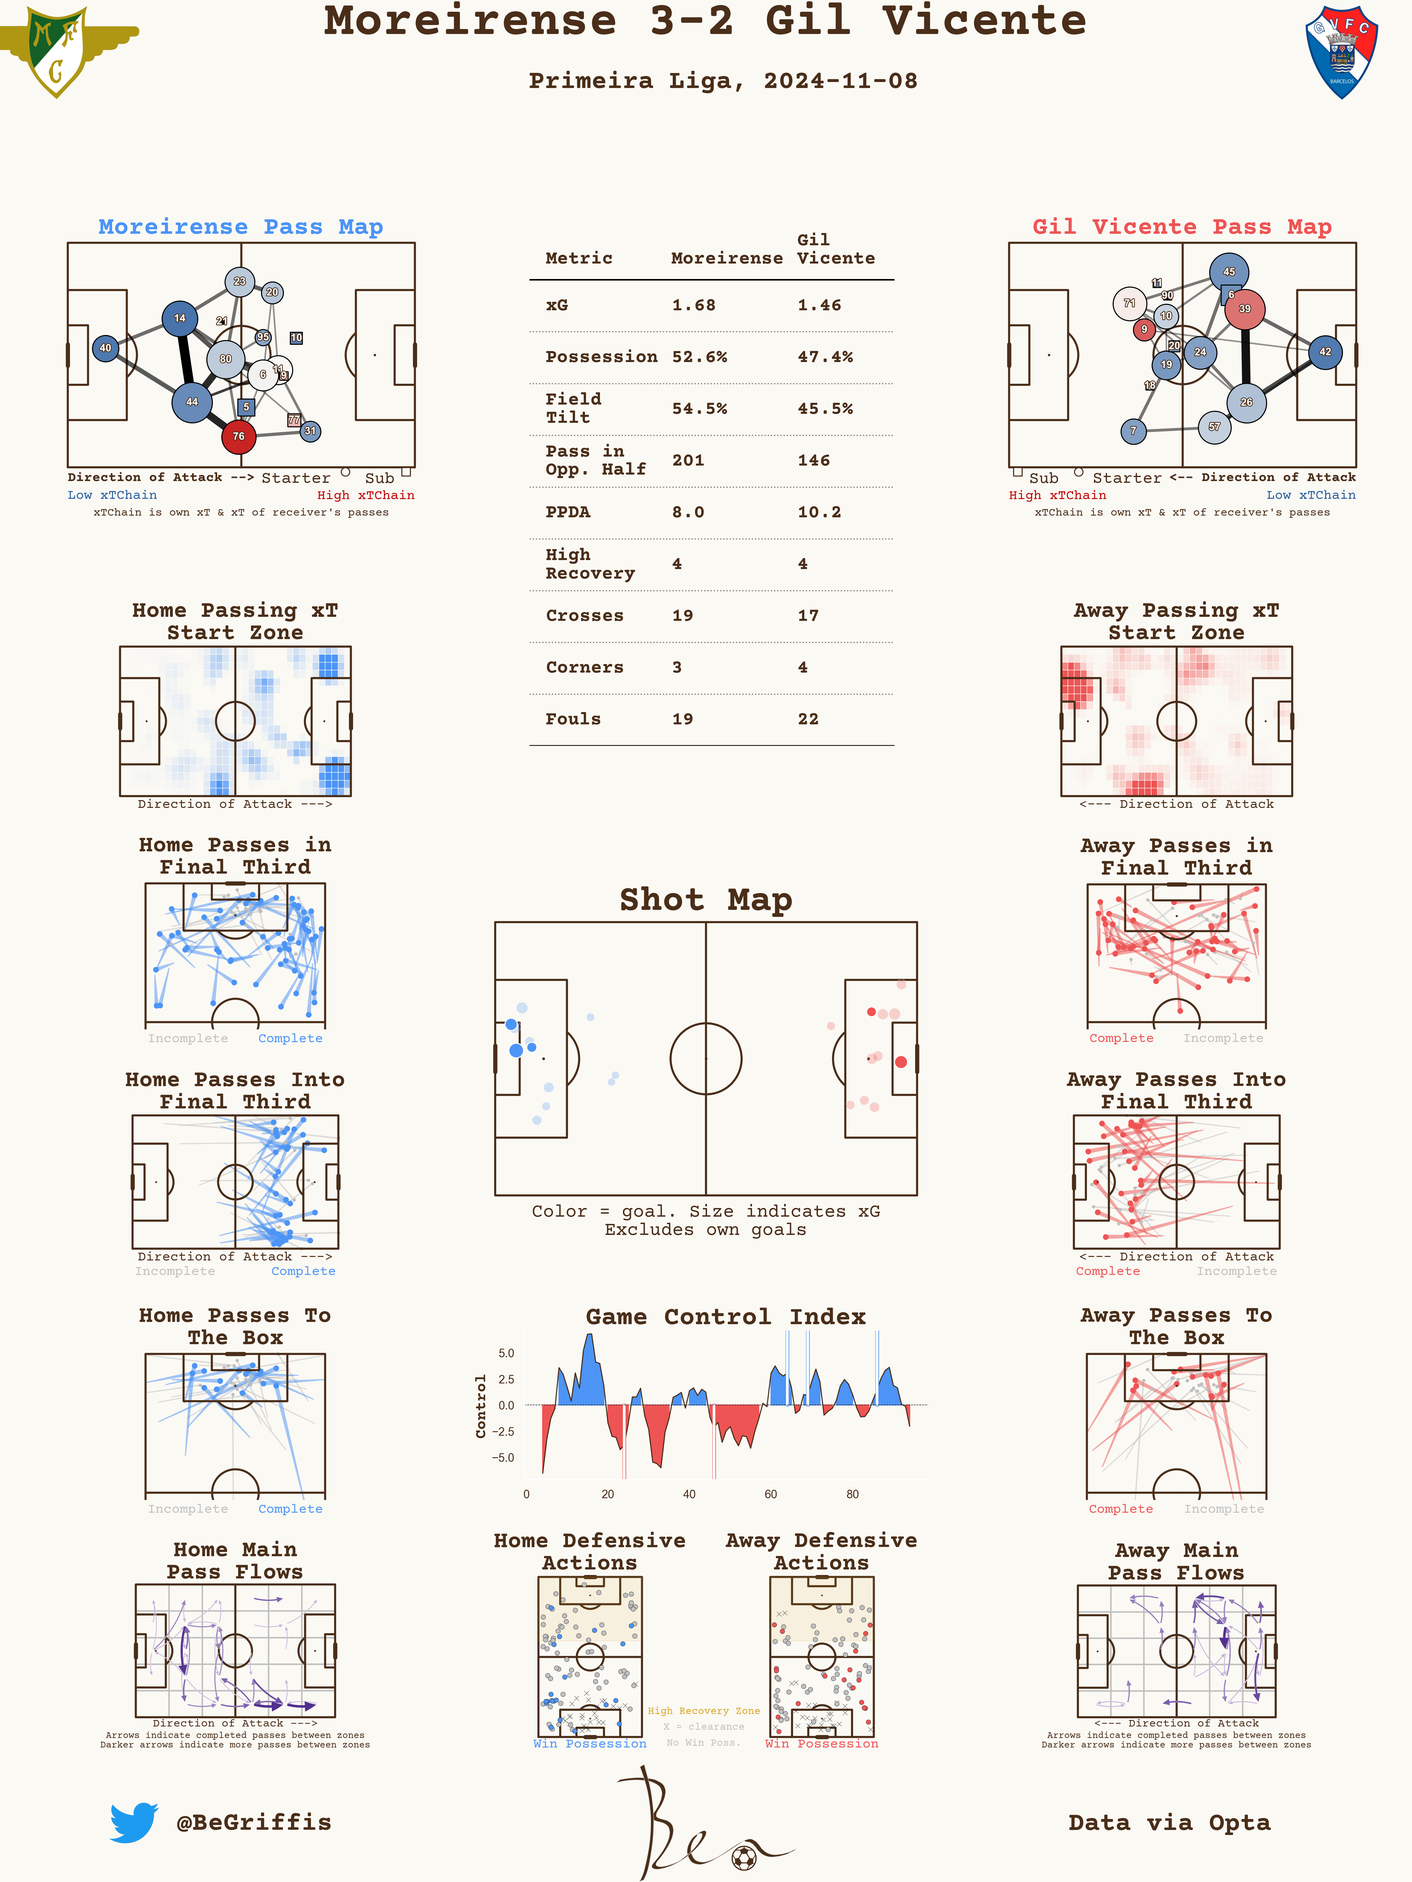 Moreirense 3-2 Gil Vicente
Primeira Liga, 2024-11-08
M F C
G V F C
BARCELOS
Moreirense Pass Map
40
14
44
23
20
21
80
95
10
6
11
9
5
77
76
31
Direction of Attack --> Starter Sub
Low xTChain High xTChain
xTChain is own xT & xT of receiver's passes
Metric Moreirense Gil Vicente
xG 1.68 1.46
Possession 52.6% 47.4%
Field Tilt 54.5% 45.5%
Pass in Opp. Half 201 146
PPDA 8.0 10.2
High Recovery 4 4
Crosses 19 17
Corners 3 4
Fouls 19 22
Gil Vicente Pass Map
45
11
90
6
71
39
10
9
20
24
42
19
18
26
57
7
Sub Starter <-- Direction of Attack
High xTChain Low xTChain
xTChain is own xT & xT of receiver's passes
Home Passing xT
Start Zone
Direction of Attack --->
Away Passing xT
Start Zone
<--- Direction of Attack
Home Passes in
Final Third
Incomplete Complete
Away Passes in
Final Third
Complete Incomplete
Shot Map
Color = goal. Size indicates xG
Excludes own goals
Home Passes Into
Final Third
Direction of Attack --->
Incomplete Complete
Away Passes Into
Final Third
<--- Direction of Attack
Complete Incomplete
Home Passes To
The Box
Incomplete Complete
Game Control Index
Control
5.0
2.5
0.0
−2.5
−5.0
0 20 40 60 80
Away Passes To
The Box
Complete Incomplete
Home Main
Pass Flows
Direction of Attack --->
Arrows indicate completed passes between zones
Darker arrows indicate more passes between zones
Home Defensive
Actions
Win Possession
High Recovery Zone
X = clearance
No Win Poss.
Away Defensive
Actions
Win Possession
Away Main
Pass Flows
<--- Direction of Attack
Arrows indicate completed passes between zones
Darker arrows indicate more passes between zones
@BeGriffis
Ben
Data via Opta